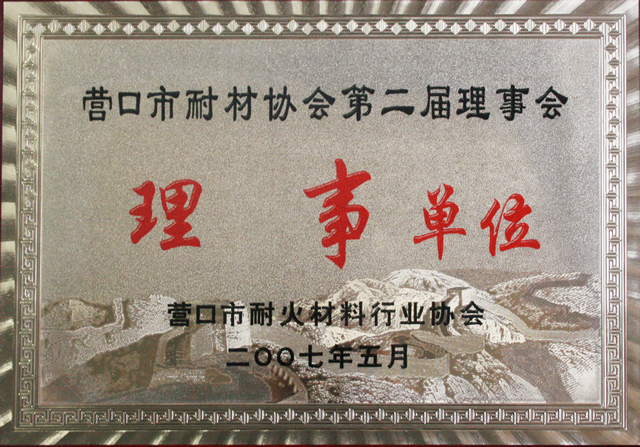 营口市耐材协会第二届理事会
理事单位
营口市耐火材料行业协会
二〇〇七年五月